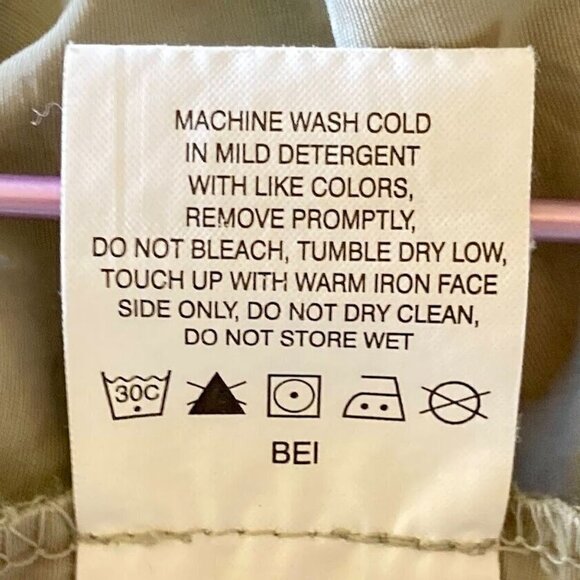 MACHINE WASH COLD
IN MILD DETERGENT
WITH LIKE COLORS,
REMOVE PROMPTLY,
DO NOT BLEACH, TUMBLE DRY LOW,
TOUCH UP WITH WARM IRON FACE
SIDE ONLY, DO NOT DRY CLEAN,
DO NOT STORE WET
30C
BEI